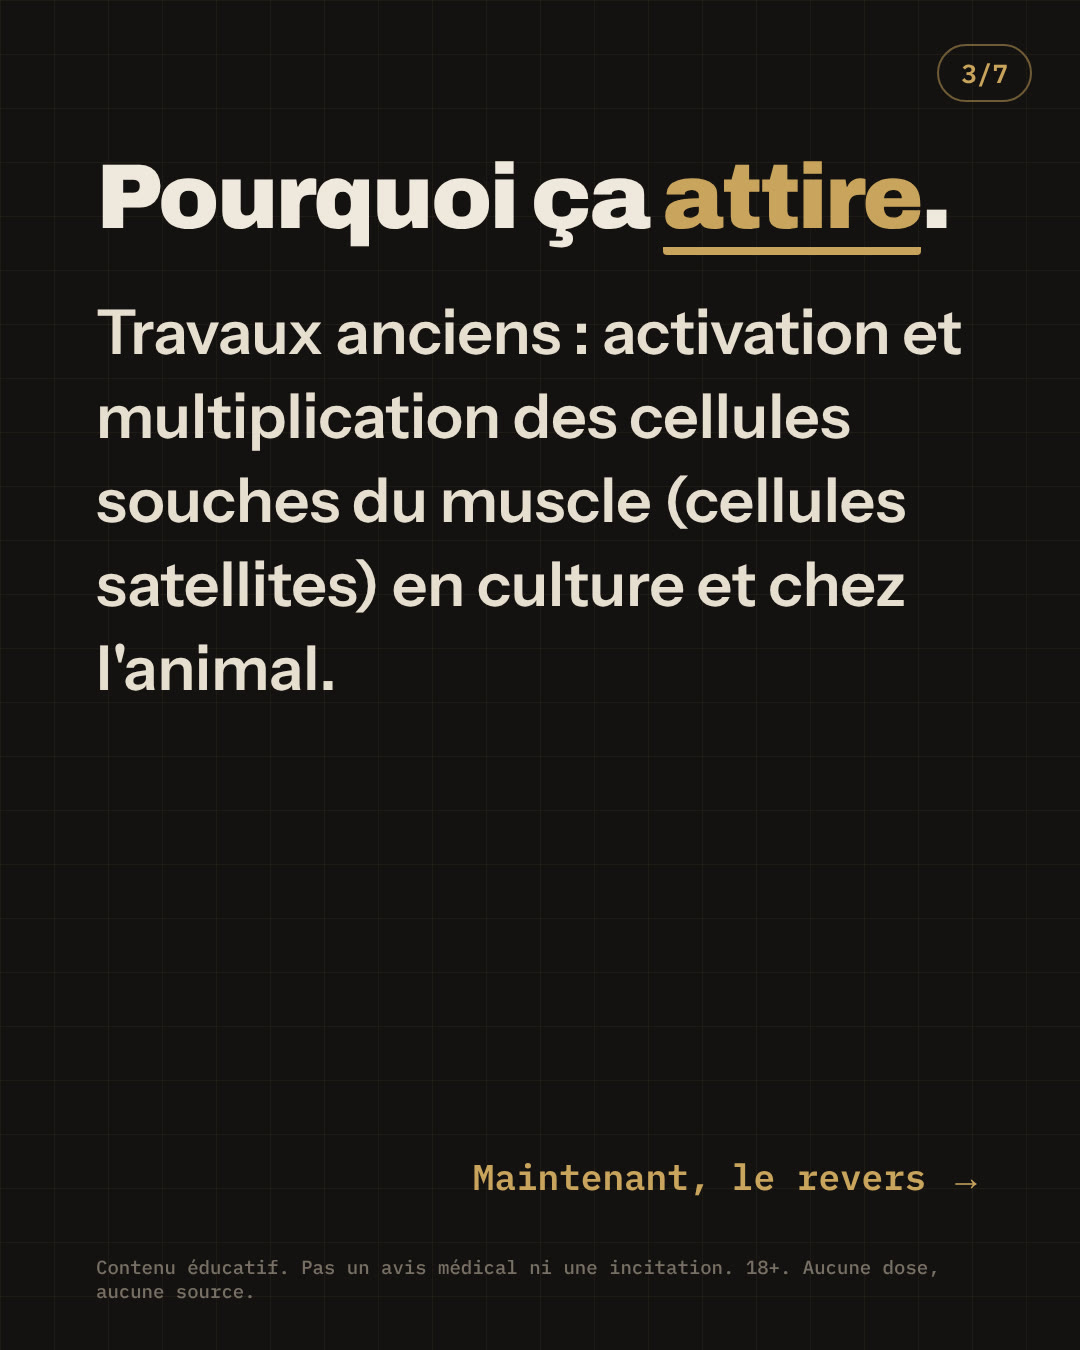 3/7
Pourquoi ça attire.
Travaux anciens : activation et
multiplication des cellules
souches du muscle (cellules
satellites) en culture et chez
l'animal.
Maintenant, le revers →
Contenu éducatif. Pas un avis médical ni une incitation. 18+. Aucune dose,
aucune source.